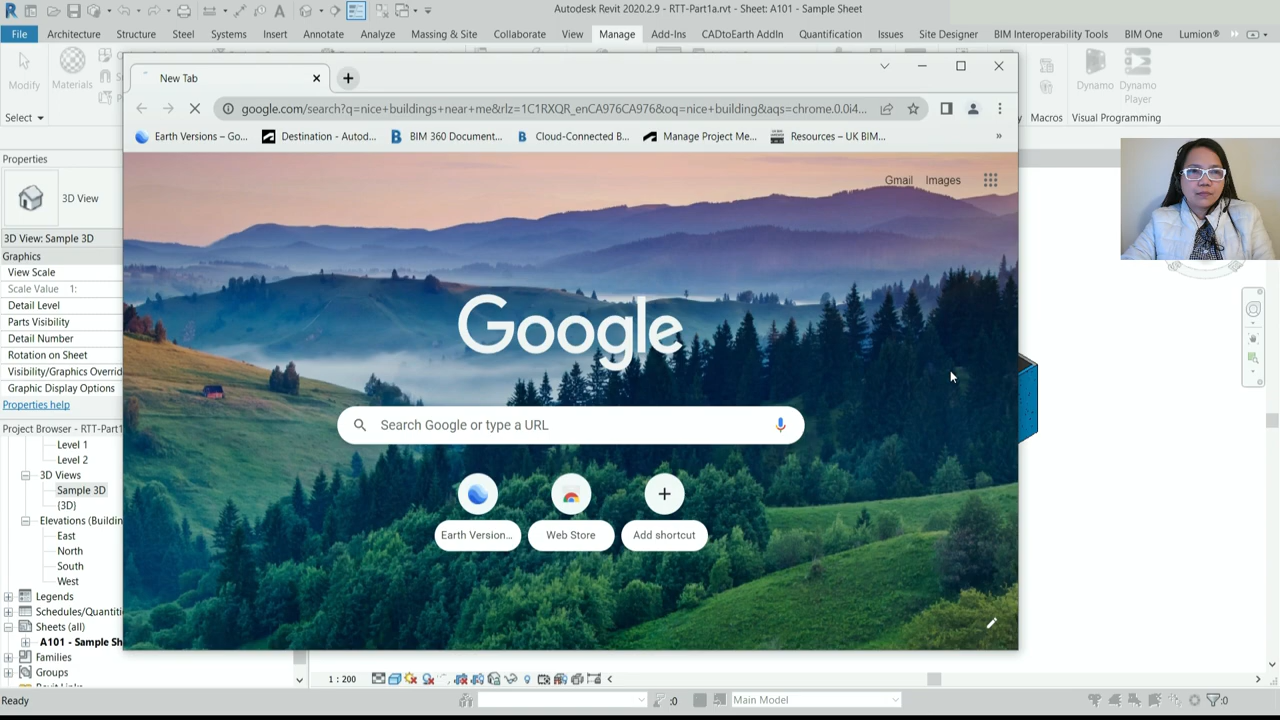 Autodesk Revit 2020.2.9 - RTT-Part1a.rvt - Sheet: A101 - Sample Sheet
File Architecture Structure Steel Systems Insert Annotate Analyze Massing & Site Collaborate View Manage Add-Ins CADtoEarth AddIn Quantification Issues Site Designer BIM Interoperability Tools BIM One Lumion®
Modify Materials Dynamo Dynamo Player
Select Macros Visual Programming
New Tab
google.com/search?q=nice+buildings+near+me&rlz=1C1RXQR_enCA976CA976&oq=nice+building&aqs=chrome.0.0i4...
Earth Versions – Go... Destination - Autod... BIM 360 Document... Cloud-Connected B... Manage Project Me... Resources – UK BIM... »
Gmail Images
Google
Search Google or type a URL
Earth Version... Web Store Add shortcut
Properties
3D View
3D View: Sample 3D
Graphics
View Scale
Scale Value 1:
Detail Level
Parts Visibility
Detail Number
Rotation on Sheet
Visibility/Graphics Overrid
Graphic Display Options
Properties help
Project Browser - RTT-Part1
Level 1
Level 2
3D Views
Sample 3D
{3D}
Elevations (Buildin
East
North
South
West
Legends
Schedules/Quantiti
Sheets (all)
A101 - Sample Sh
Families
Groups
1 : 200
Ready :0 Main Model :0